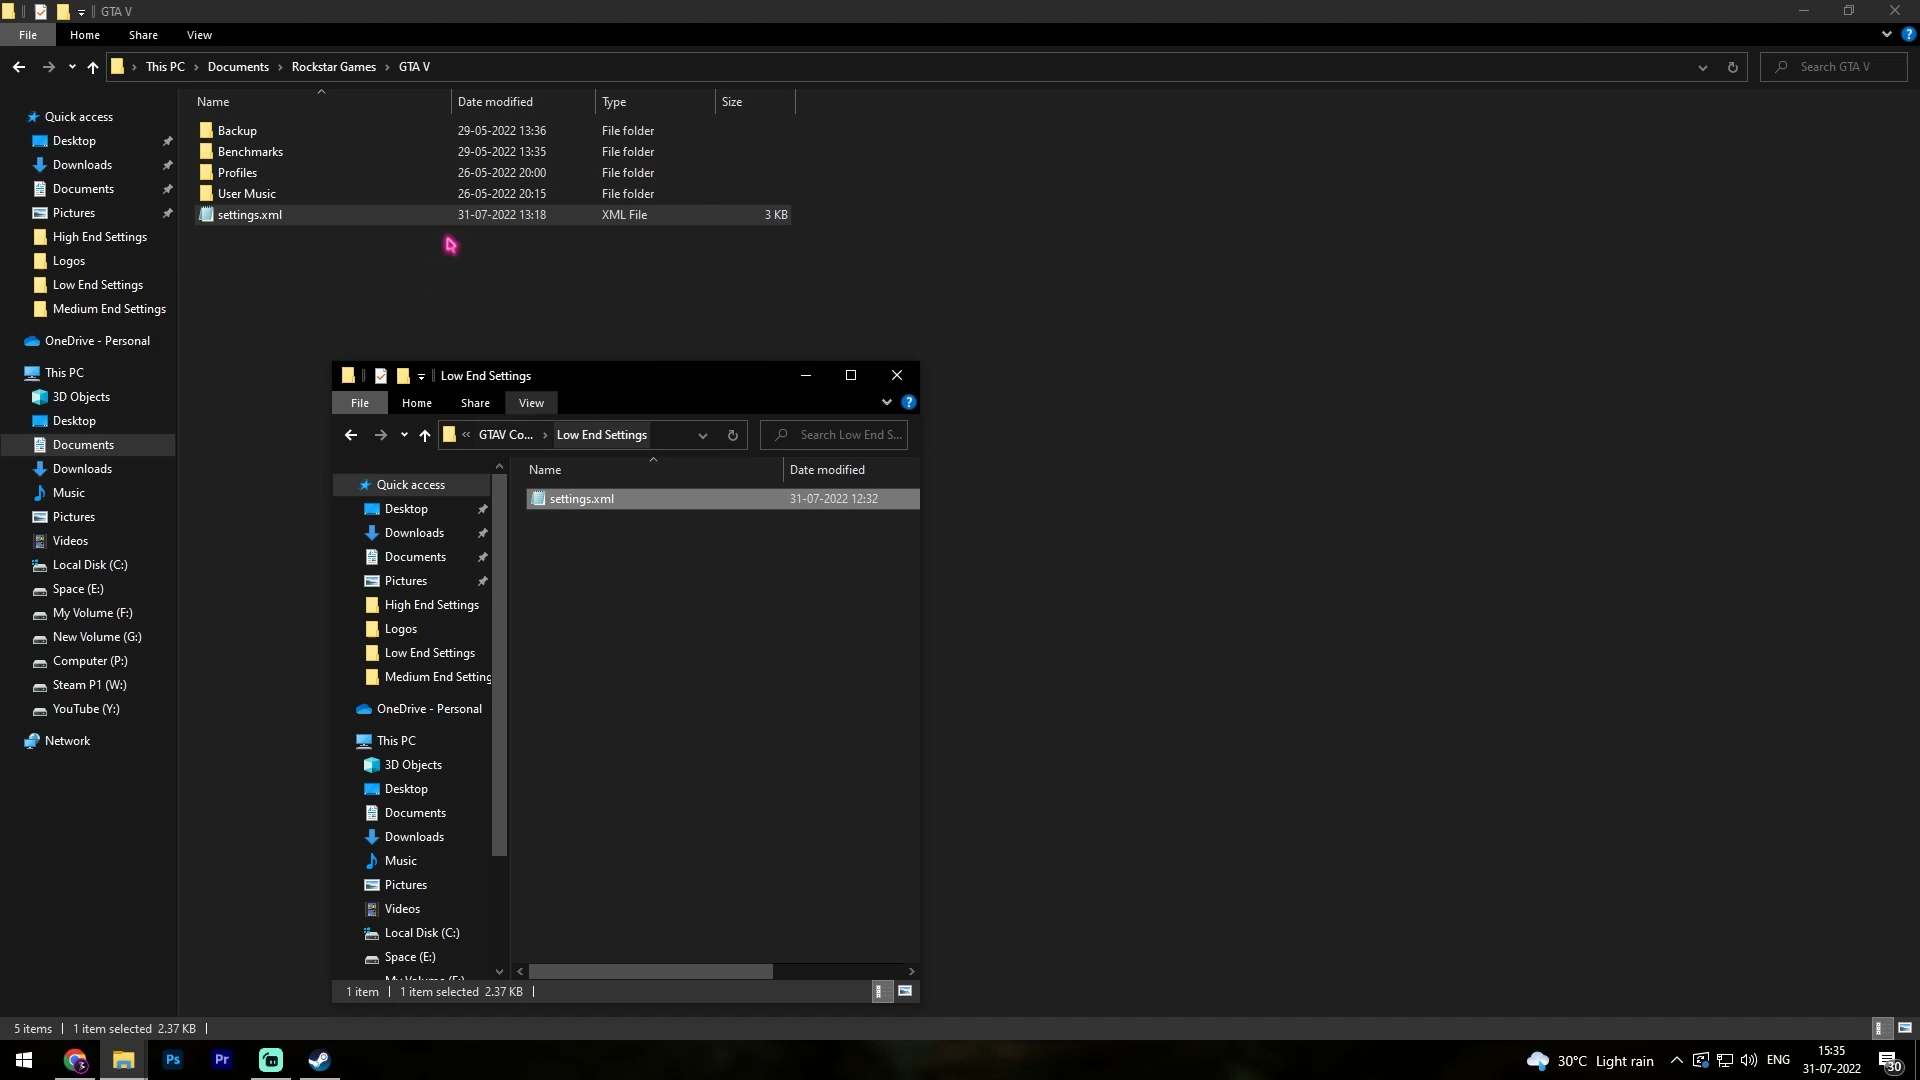 GTA V
File Home Share View
This PC Documents Rockstar Games GTA V Search GTA V
Name Date modified Type Size
Backup 29-05-2022 13:36 File folder
Benchmarks 29-05-2022 13:35 File folder
Profiles 26-05-2022 20:00 File folder
User Music 26-05-2022 20:15 File folder
settings.xml 31-07-2022 13:18 XML File 3 KB
Quick access
Desktop
Downloads
Documents
Pictures
High End Settings
Logos
Low End Settings
Medium End Settings
OneDrive - Personal
This PC
3D Objects
Desktop
Documents
Downloads
Music
Pictures
Videos
Local Disk (C:)
Space (E:)
My Volume (F:)
New Volume (G:)
Computer (P:)
Steam P1 (W:)
YouTube (Y:)
Network
Low End Settings
File Home Share View
« GTAV Co... Low End Settings Search Low End S...
Name Date modified
settings.xml 31-07-2022 12:32
Quick access
Desktop
Downloads
Documents
Pictures
High End Settings
Logos
Low End Settings
Medium End Setting
OneDrive - Personal
This PC
3D Objects
Desktop
Documents
Downloads
Music
Pictures
Videos
Local Disk (C:)
Space (E:)
My Volume (F:)
1 item 1 item selected 2.37 KB
5 items 1 item selected 2.37 KB
Ps Pr 30°C Light rain ENG 15:35
31-07-2022 30